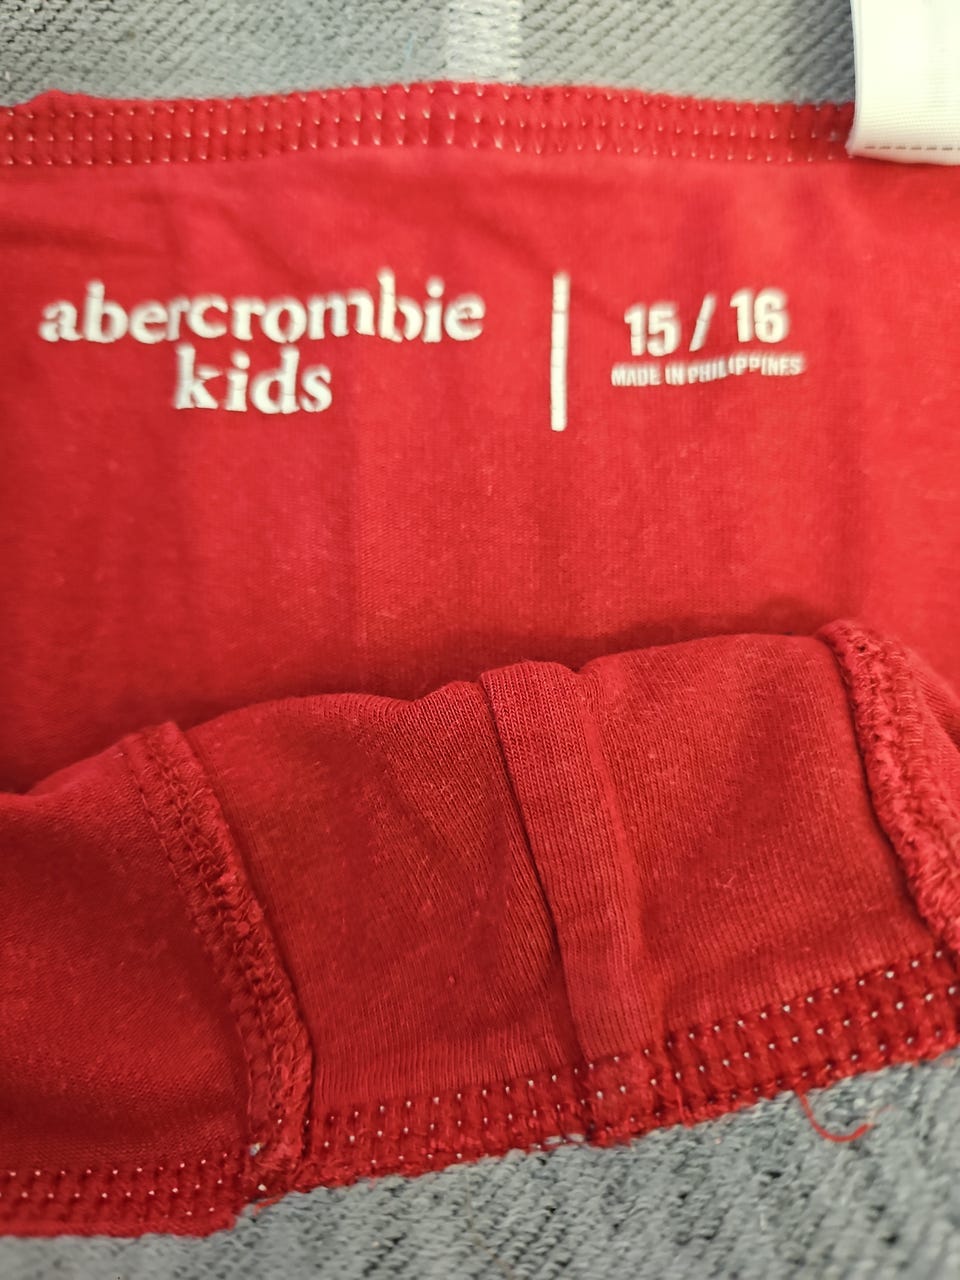 abercrombie
kids
15 / 16
MADE IN PHILIPPINES